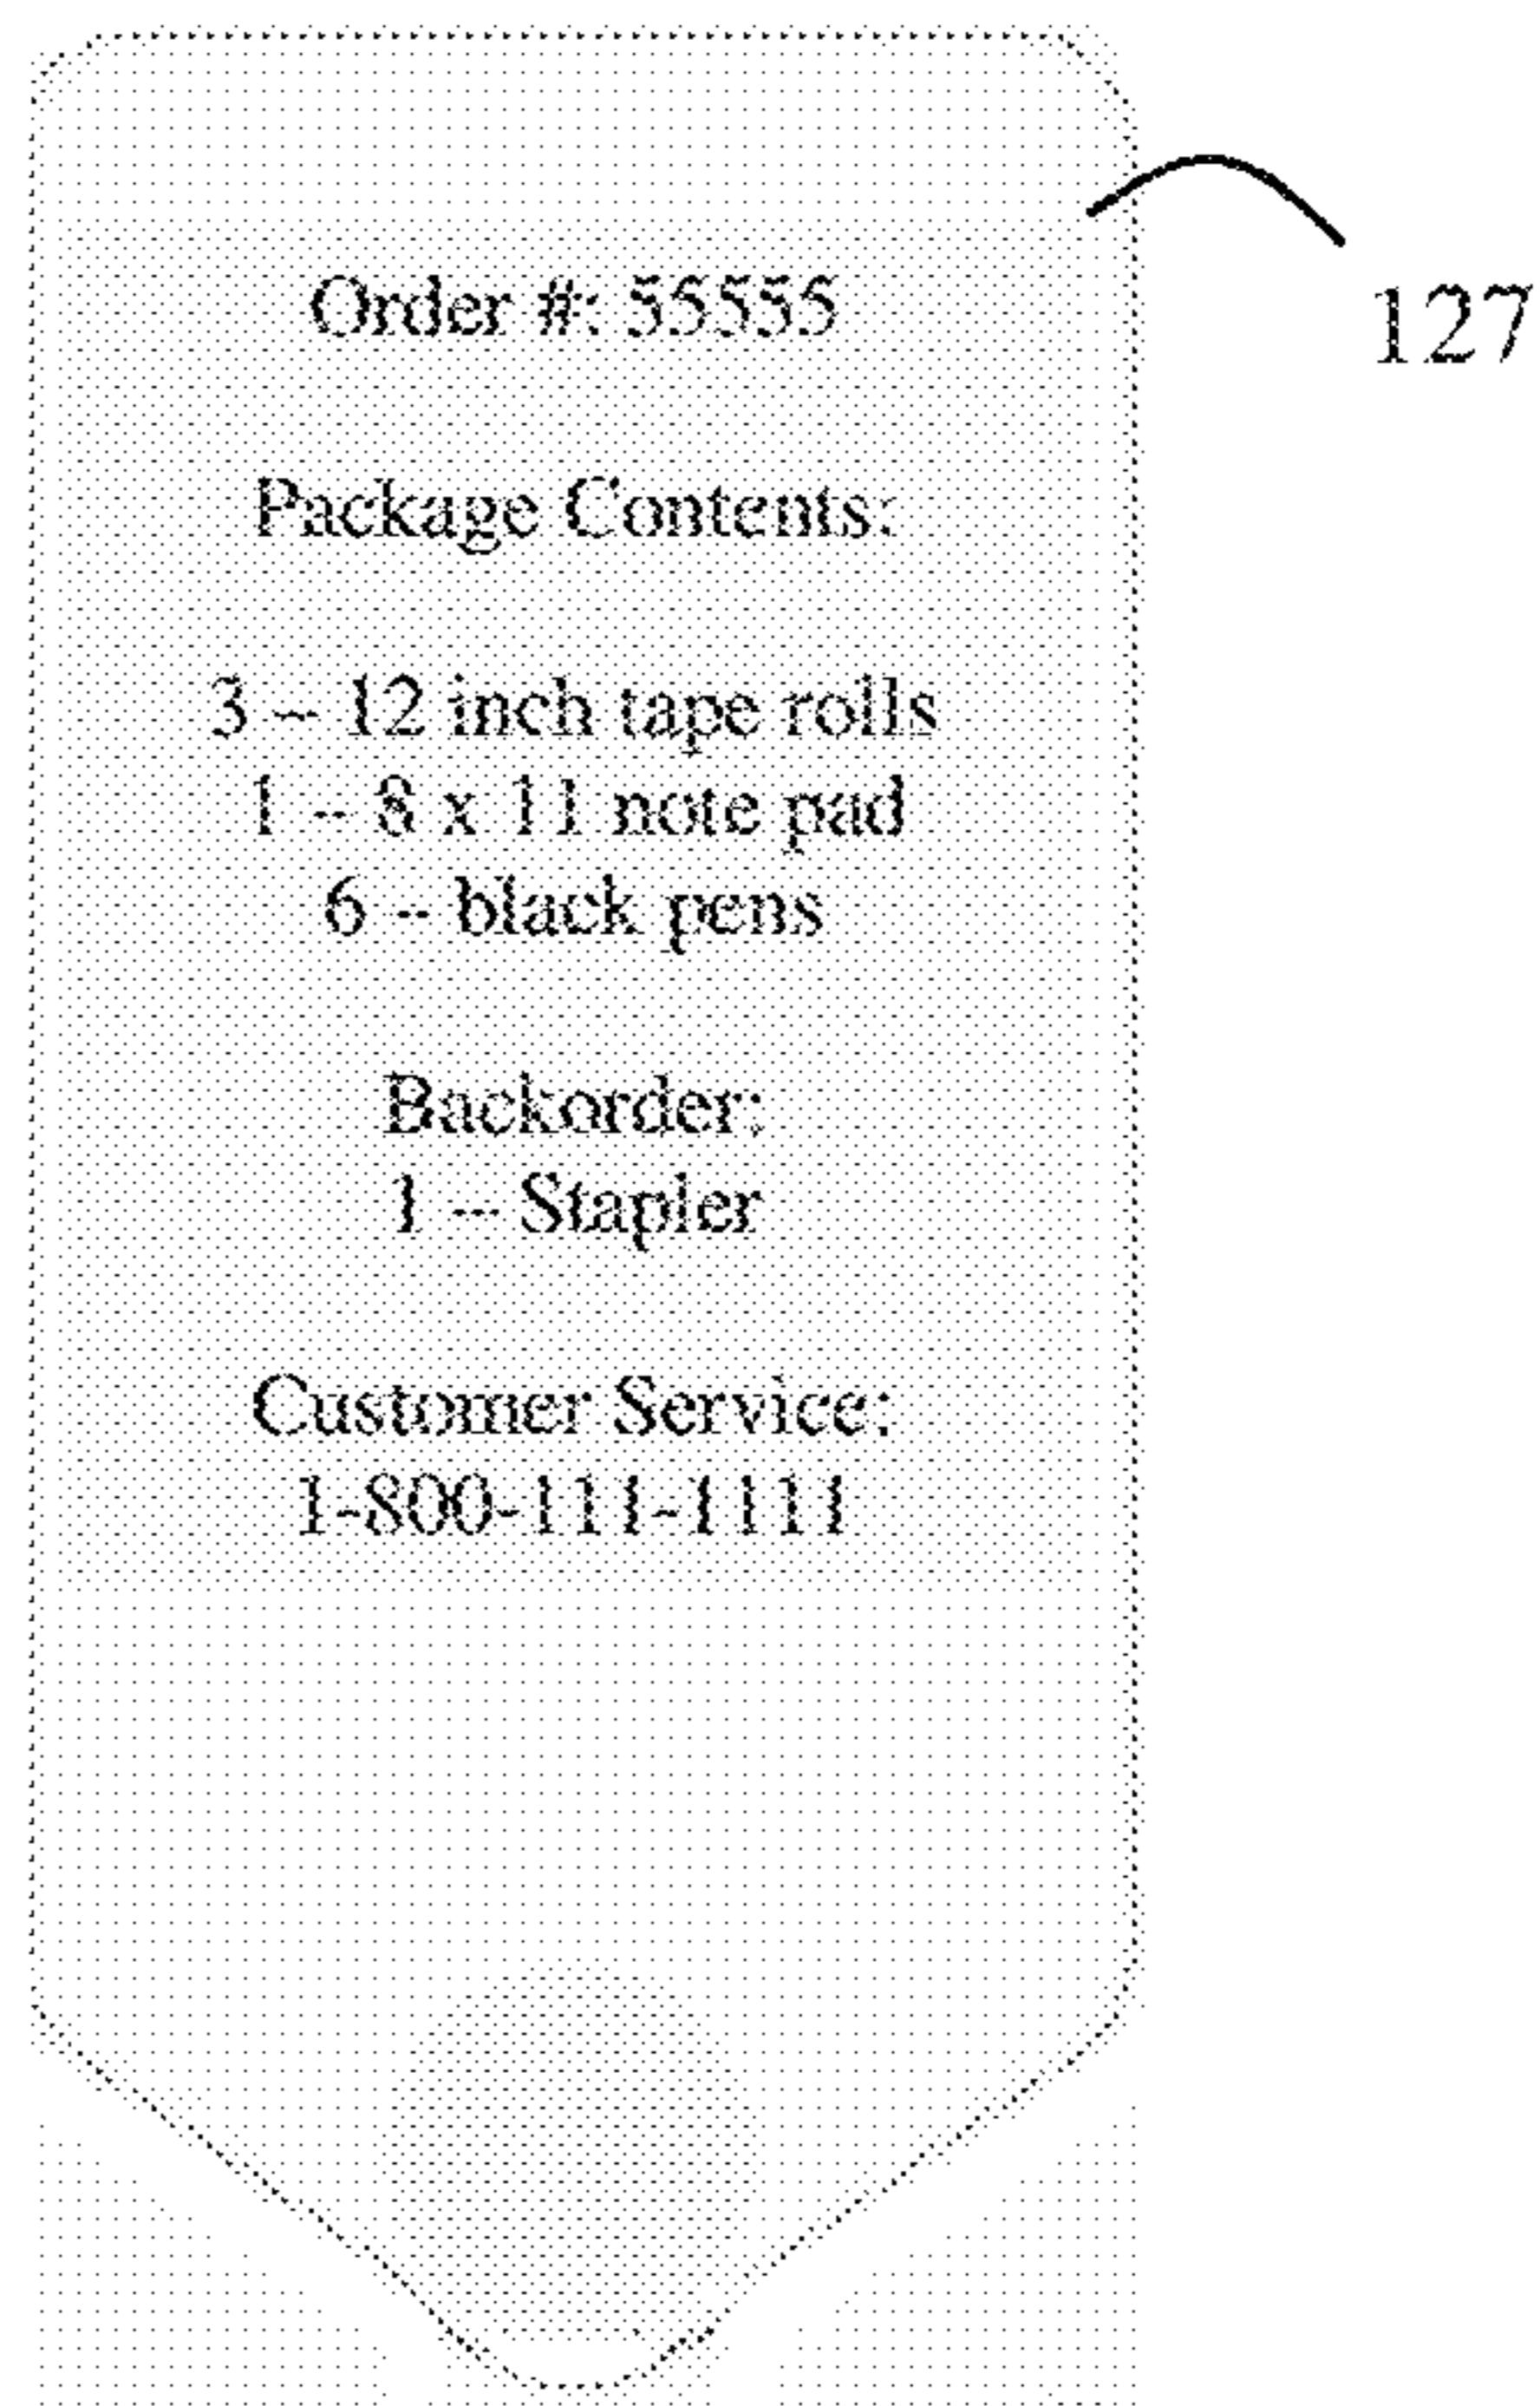 Order #: 55555
127
Package Contents:
3 – 12 inch tape rolls
1 – 8 x 11 note pad
6 – black pens
Backorder:
1 – Stapler
Customer Service:
1-800-111-1111